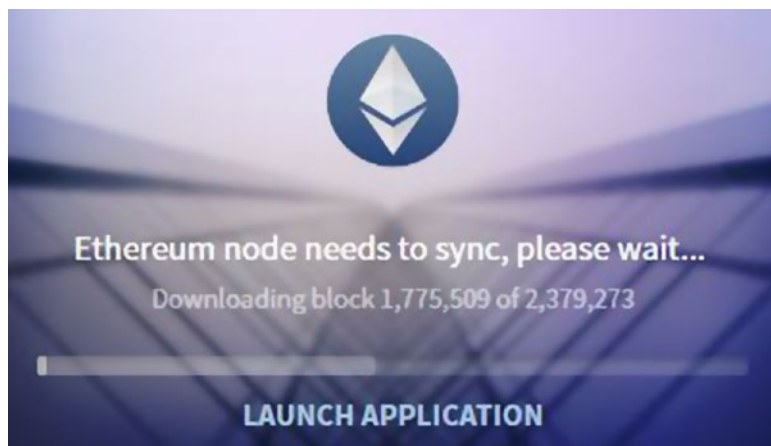 Ethereum node needs to sync, please wait...
Downloading block 1,775,509 of 2,379,273
LAUNCH APPLICATION